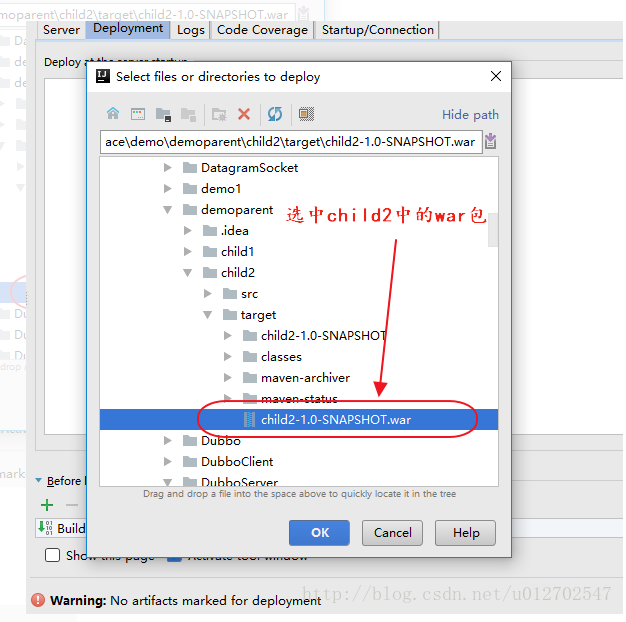 moparent\child2\target\child2-1.0-SNAPSHOT.war
Server Deployment Logs Code Coverage Startup/Connection
Deploy at the server startup
Select files or directories to deploy
Hide path
ace\demo\demoparent\child2\target\child2-1.0-SNAPSHOT.war
DatagramSocket
demo1
demoparent
选中child2中的war包
.idea
child1
child2
src
target
child2-1.0-SNAPSHOT
classes
maven-archiver
maven-status
child2-1.0-SNAPSHOT.war
Dubbo
DubboClient
DubboServer
Drag and drop a file into the space above to quickly locate it in the tree
Before
Build
OK Cancel Help
Show this page Activate tool window
http://blog.csdn.net/u012702547
Warning: No artifacts marked for deployment